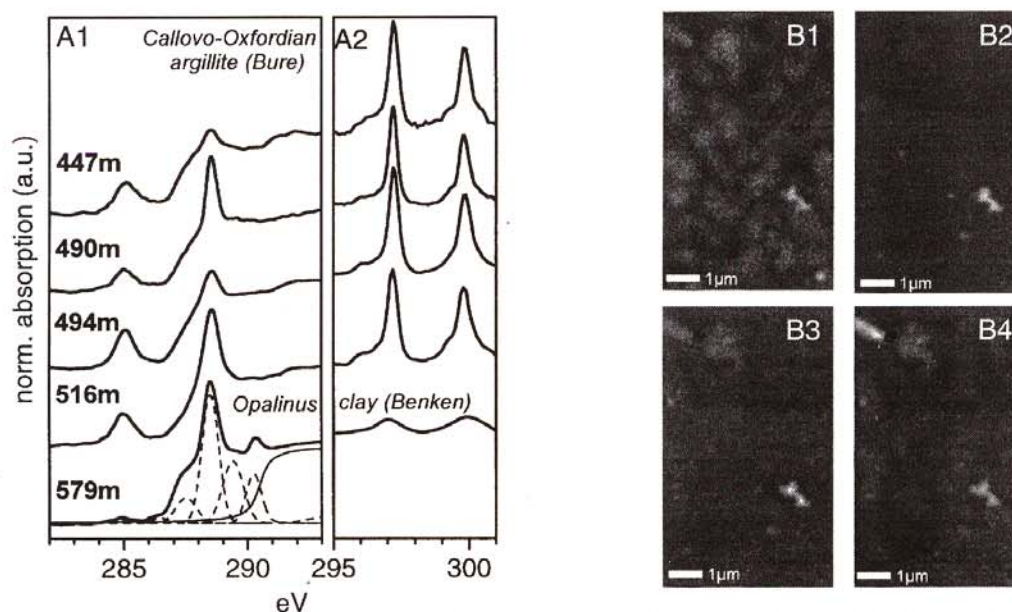 A1
Callovo-Oxfordian
argillite (Bure)
A2
447m
490m
494m
516m
Opalinus clay (Benken)
579m
norm. absorption (a.u.)
285
290
295
300
eV
B1
1µm
B2
1µm
B3
1µm
B4
1µm